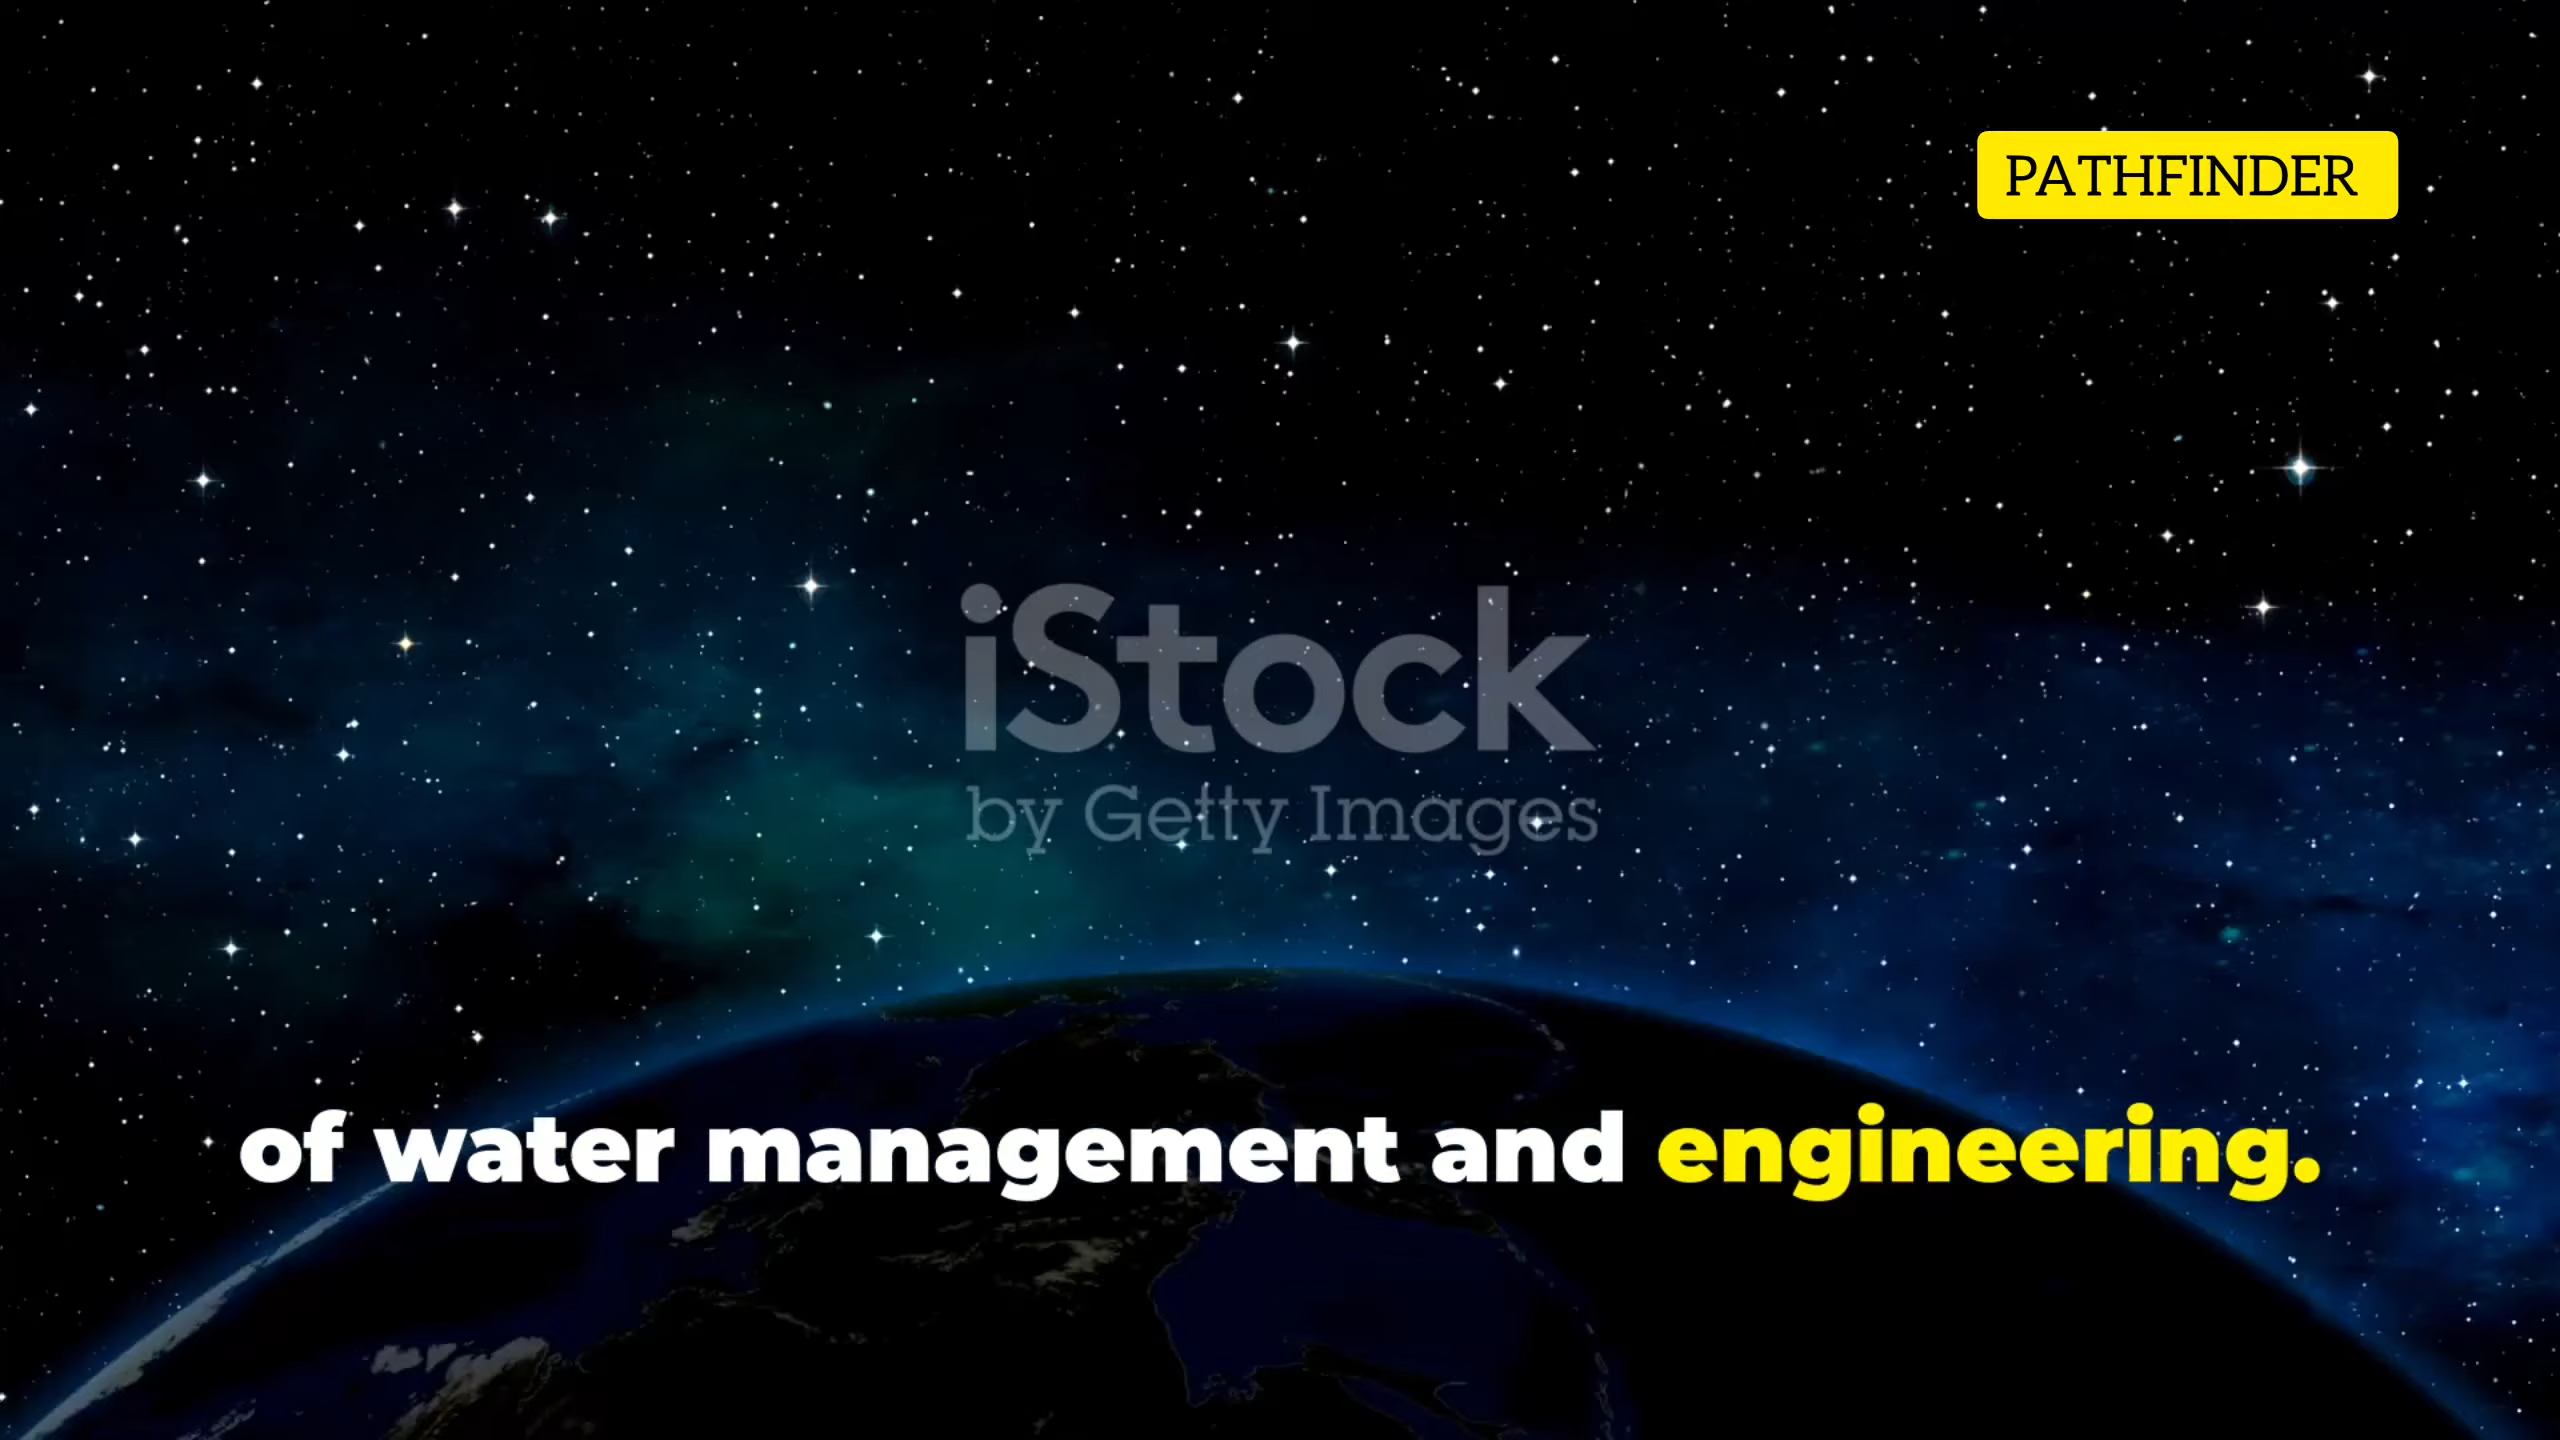 PATHFINDER
iStock
by Getty Images
of water management and engineering.